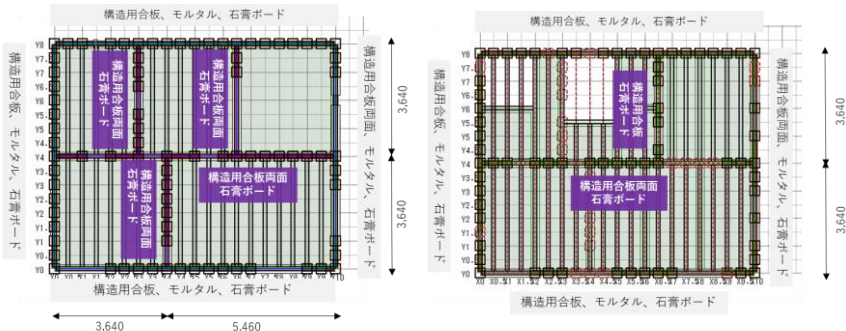 構造用合板、モルタル、石膏ボード
構造用合板、モルタル、石膏ボード
構造用合板両面
石膏ボード
構造用合板両面
石膏ボード
構造用合板両面
石膏ボード
構造用合板両面
石膏ボード
構造用合板両面、モルタル、石膏ボード
構造用合板、モルタル、石膏ボード
3,640
3,640
3,640
5,460
Y8
Y7
Y6
Y5
Y4
Y3
Y2
Y1
Y0
構造用合板、モルタル、石膏ボード
構造用合板、モルタル、石膏ボード
構造用合板両面
石膏ボード
構造用合板両面
石膏ボード
構造用合板両面、モルタル、石膏ボード
構造用合板、モルタル、石膏ボード
3,640
3,640
Y8
Y7
Y6
Y5
Y4
Y3
Y2
Y1
Y0